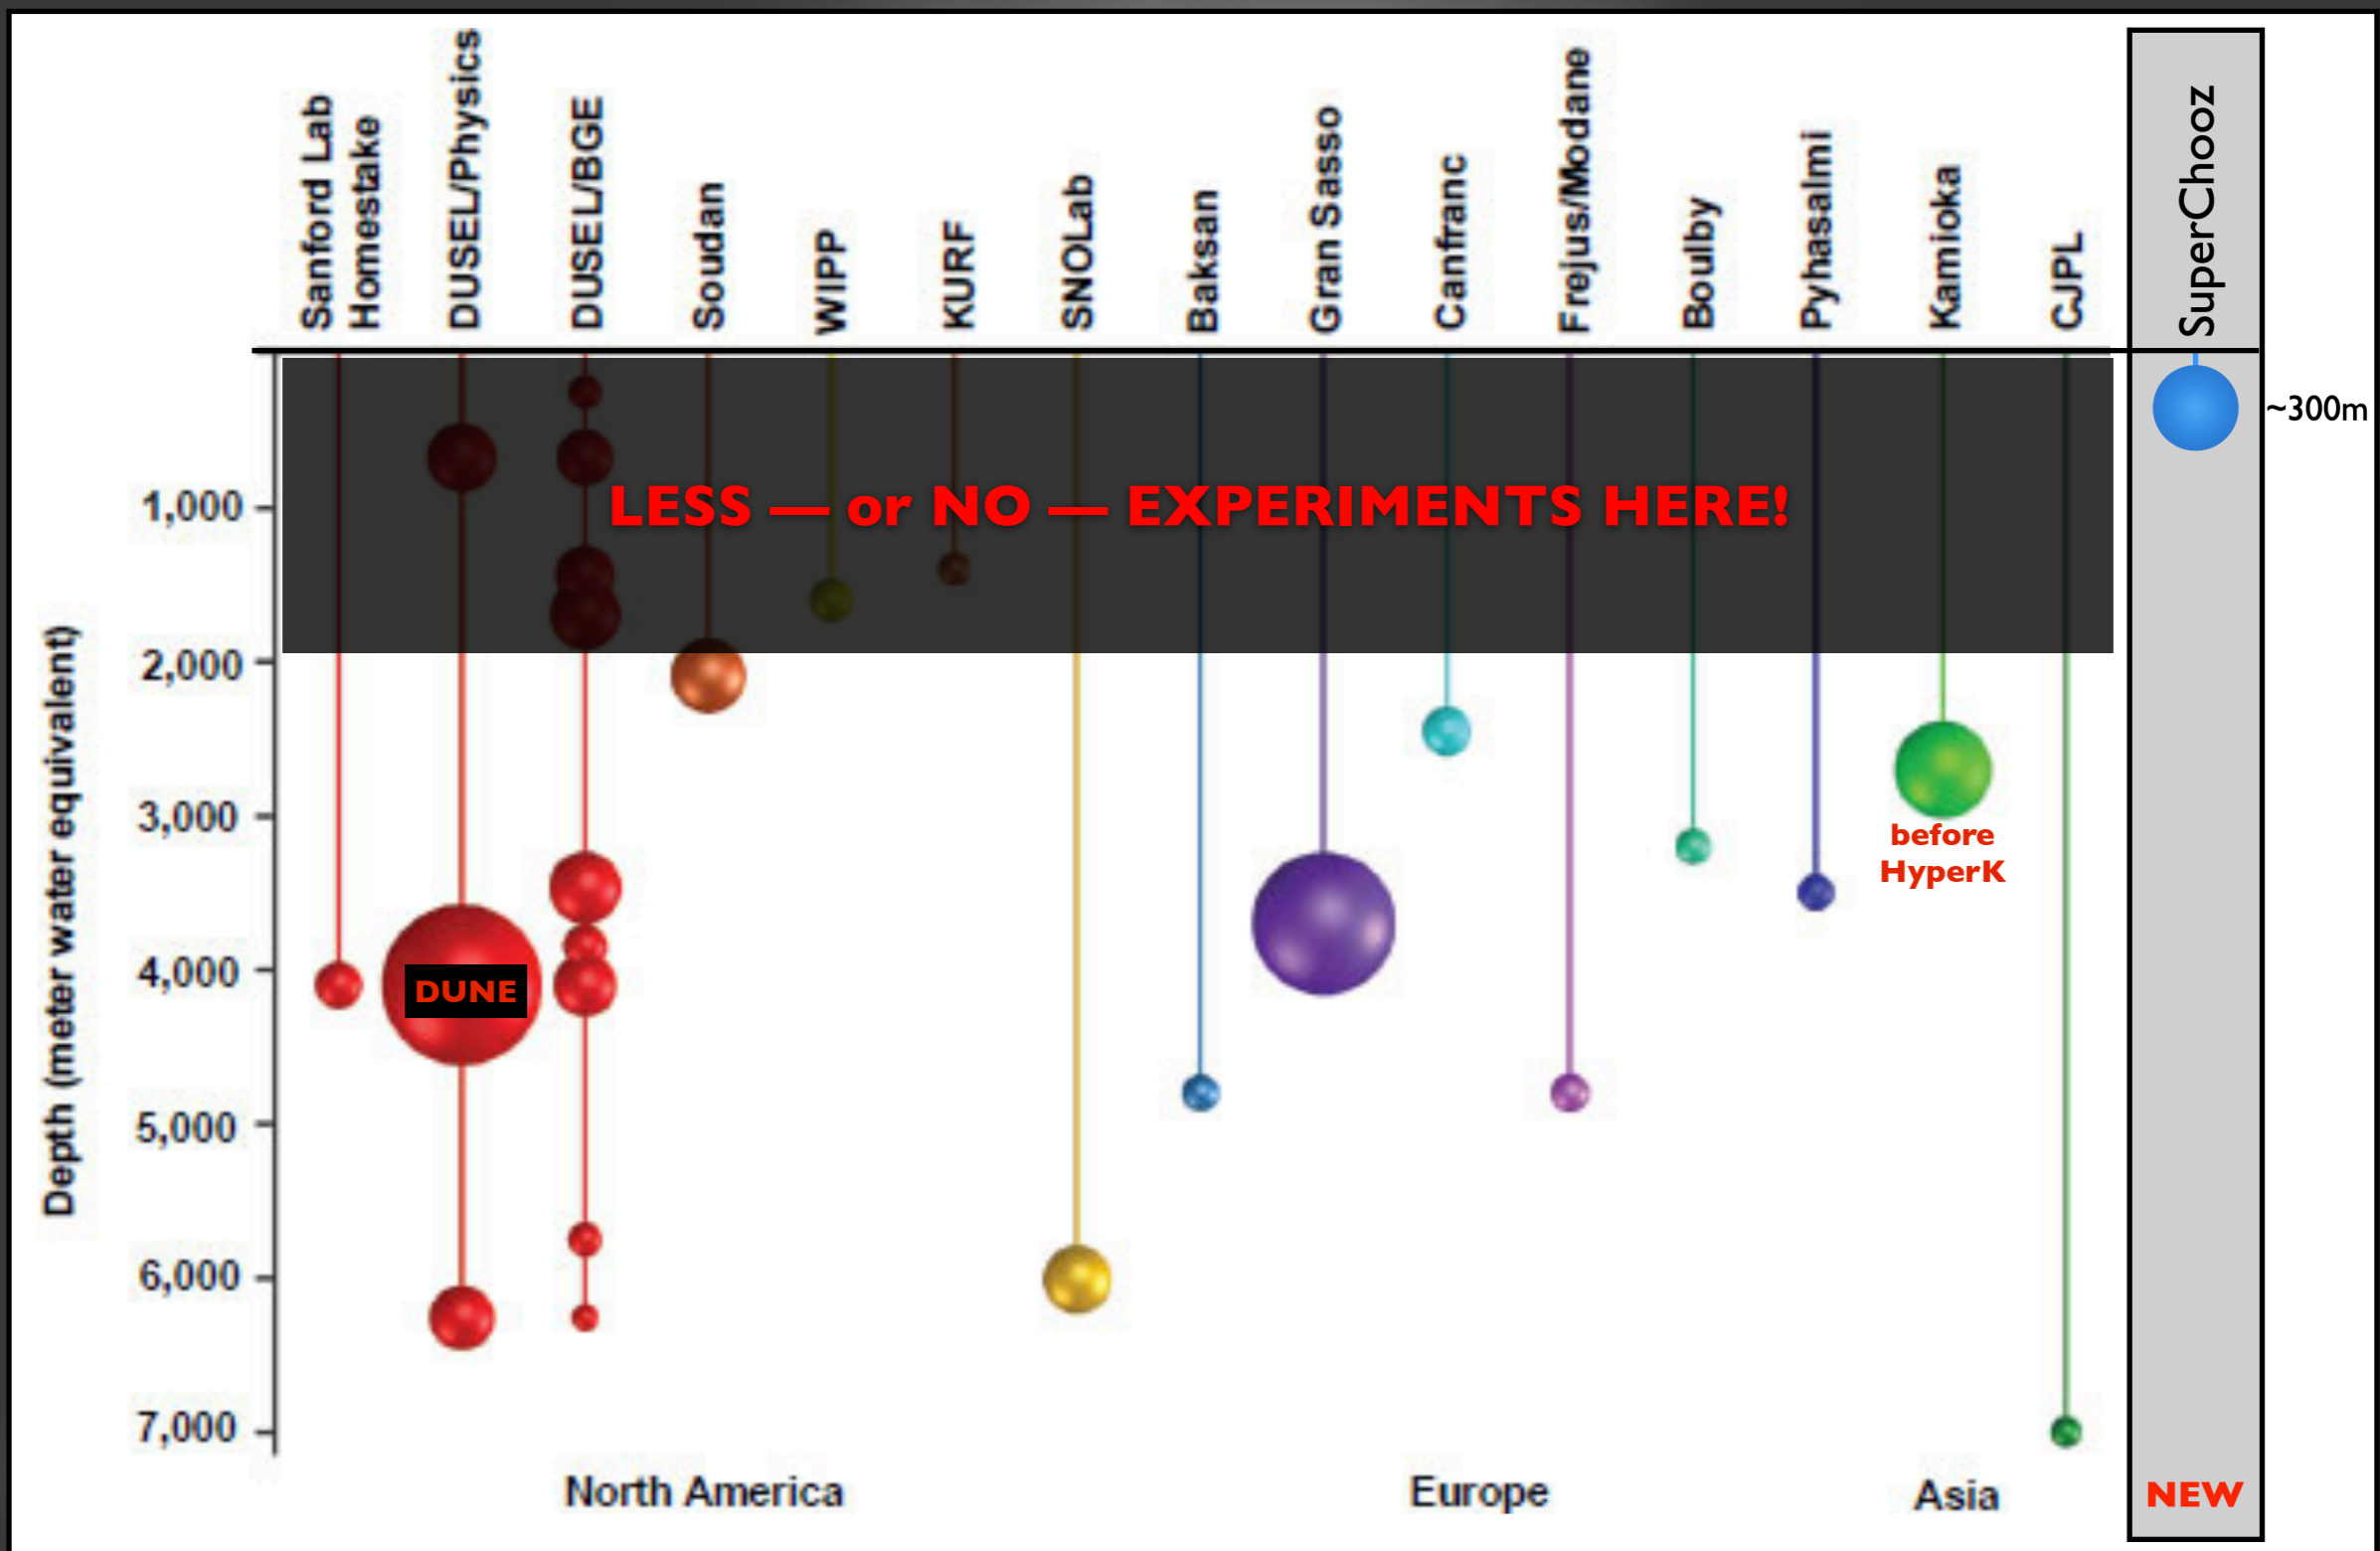 Sanford Lab
Homestake
DUSEL/Physics
DUSEL/BGE
Soudan
WIPP
KURF
SNOLab
Baksan
Gran Sasso
Canfranc
Frejus/Modane
Boulby
Pyhasalmi
Kamioka
CJPL
SuperChooz
~300m
LESS — or NO — EXPERIMENTS HERE!
Depth (meter water equivalent)
1,000
2,000
3,000
4,000
5,000
6,000
7,000
before
HyperK
DUNE
North America
Europe
Asia
NEW